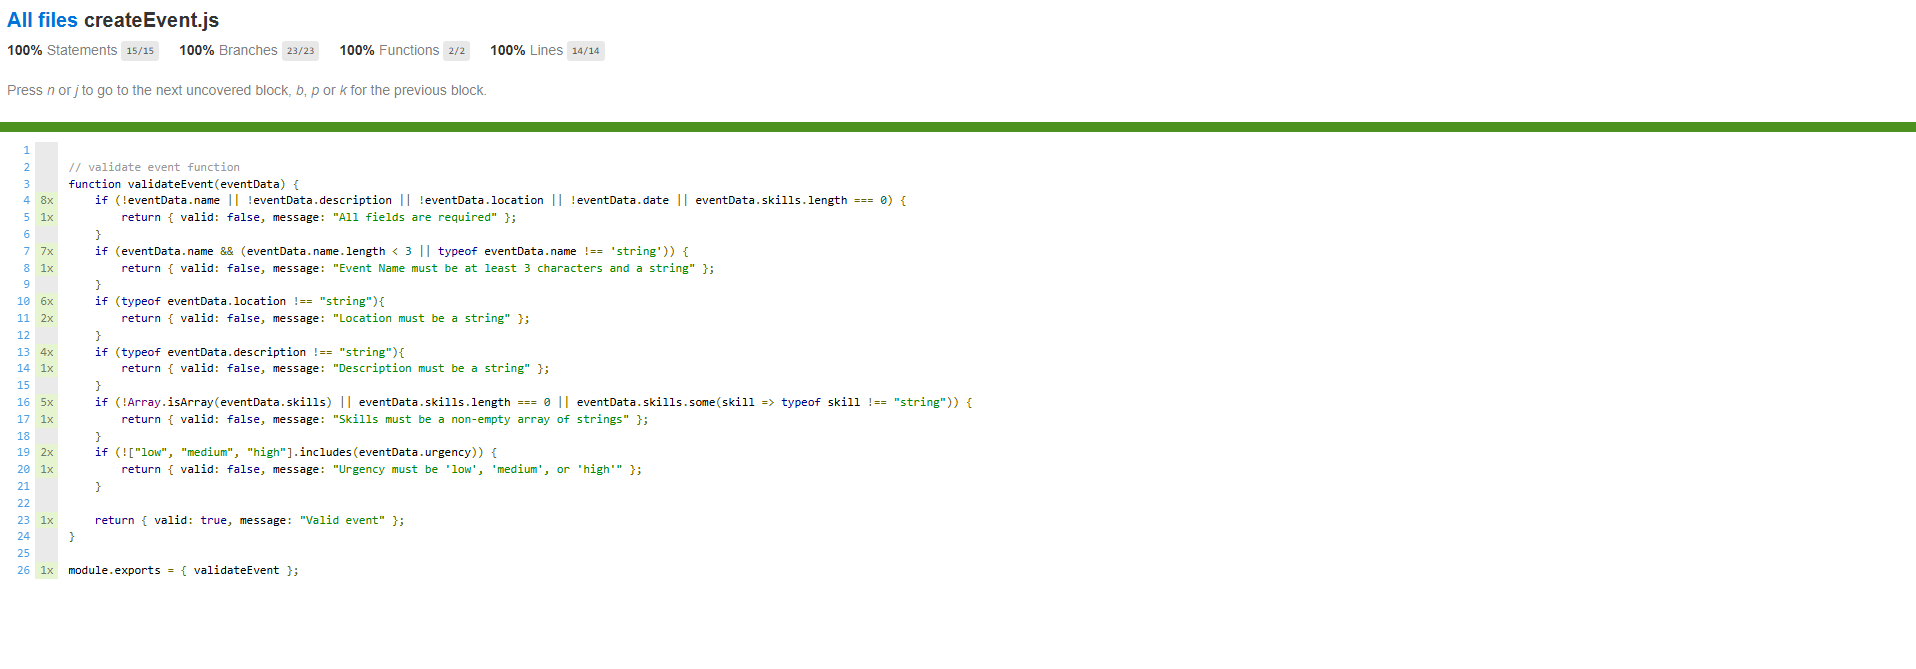 All files createEvent.js
100% Statements 15/15 100% Branches 23/23 100% Functions 2/2 100% Lines 14/14
Press n or j to go to the next uncovered block, b, p or k for the previous block.
1
2 // validate event function
3 function validateEvent(eventData) {
4 8x if (!eventData.name || !eventData.description || !eventData.location || !eventData.date || eventData.skills.length === 0) {
5 1x return { valid: false, message: "All fields are required" };
6 }
7 7x if (eventData.name && (eventData.name.length < 3 || typeof eventData.name !== 'string')) {
8 1x return { valid: false, message: "Event Name must be at least 3 characters and a string" };
9 }
10 6x if (typeof eventData.location !== "string"){
11 2x return { valid: false, message: "Location must be a string" };
12 }
13 4x if (typeof eventData.description !== "string"){
14 1x return { valid: false, message: "Description must be a string" };
15 }
16 5x if (!Array.isArray(eventData.skills) || eventData.skills.length === 0 || eventData.skills.some(skill => typeof skill !== "string")) {
17 1x return { valid: false, message: "Skills must be a non-empty array of strings" };
18 }
19 2x if (!["low", "medium", "high"].includes(eventData.urgency)) {
20 1x return { valid: false, message: "Urgency must be 'low', 'medium', or 'high'" };
21 }
22
23 1x return { valid: true, message: "Valid event" };
24 }
25
26 1x module.exports = { validateEvent };